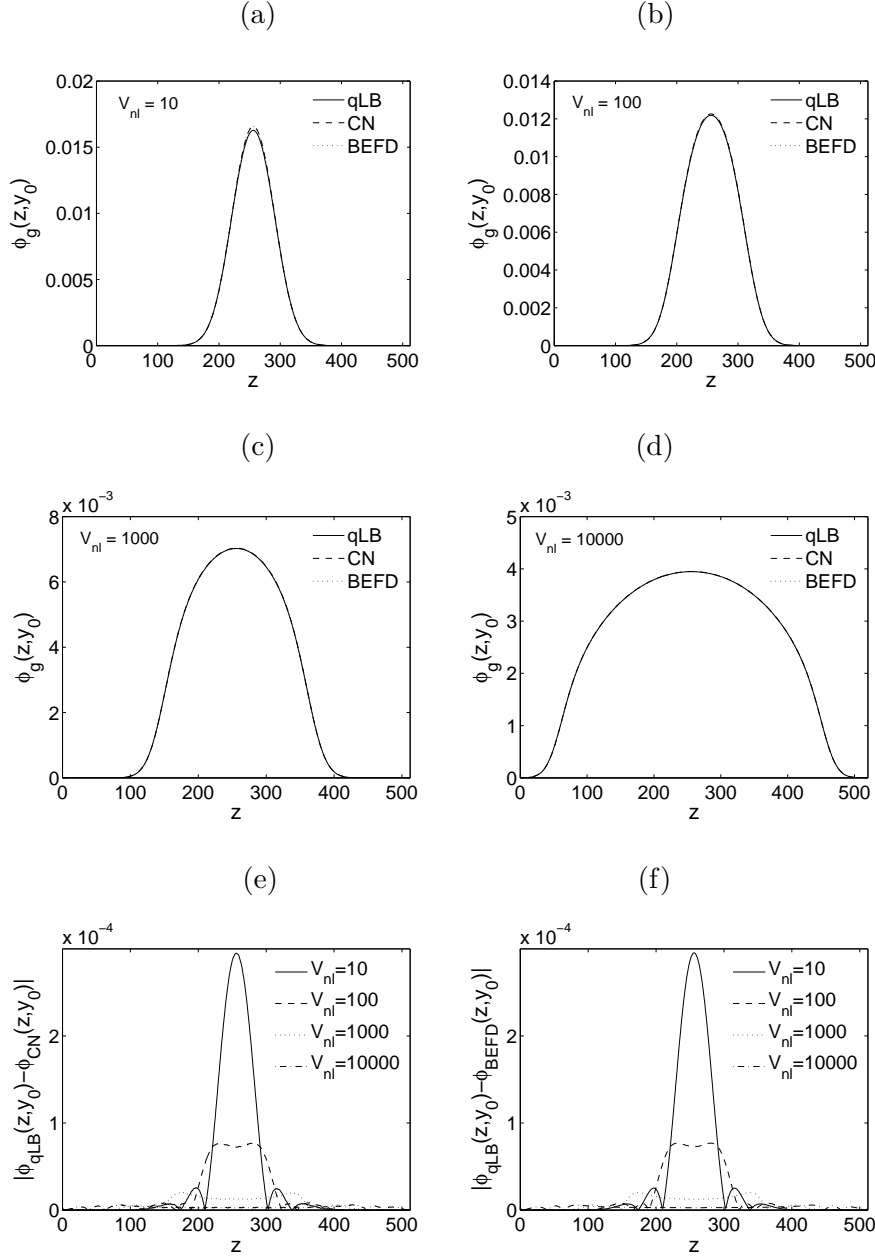 (a)
0.02
0.015
0.01
0.005
0
V_nl = 10
qLB
CN
BEFD
ϕ_g(z,y_0)
0 100 200 300 400 500
z
(b)
0.014
0.012
0.01
0.008
0.006
0.004
0.002
0
V_nl = 100
qLB
CN
BEFD
ϕ_g(z,y_0)
100 200 300 400 500
z
(c)
x 10^−3
8
6
4
2
0
V_nl = 1000
qLB
CN
BEFD
ϕ_g(z,y_0)
0 100 200 300 400 500
z
(d)
x 10^−3
5
4
3
2
1
0
V_nl = 10000
qLB
CN
BEFD
ϕ_g(z,y_0)
0 100 200 300 400 500
z
(e)
x 10^−4
2
1
0
V_nl=10
V_nl=100
V_nl=1000
V_nl=10000
|ϕ_qLB(z,y_0)−ϕ_CN(z,y_0)|
0 100 200 300 400 500
z
(f)
x 10^−4
2
1
0
V_nl=10
V_nl=100
V_nl=1000
V_nl=10000
|ϕ_qLB(z,y_0)−ϕ_BEFD(z,y_0)|
0 100 200 300 400 500
z